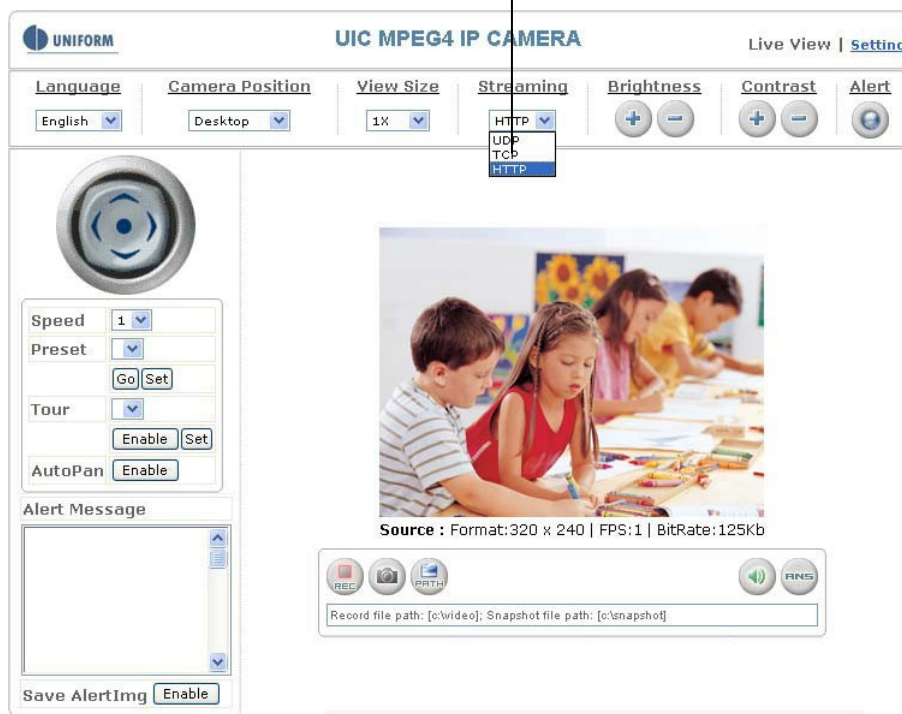 UNIFORM
UIC MPEG4 IP CAMERA
Live View | Setting
Language Camera Position View Size Streaming Brightness Contrast Alert
English Desktop 1X HTTP
UDP
TCP
HTTP
Speed 1
Preset
Go Set
Tour
Enable Set
AutoPan Enable
Alert Message
Source : Format:320 x 240 | FPS:1 | BitRate:125Kb
REC PATH ANS
Record file path: [c:\video]; Snapshot file path: [c:\snapshot]
Save AlertImg Enable